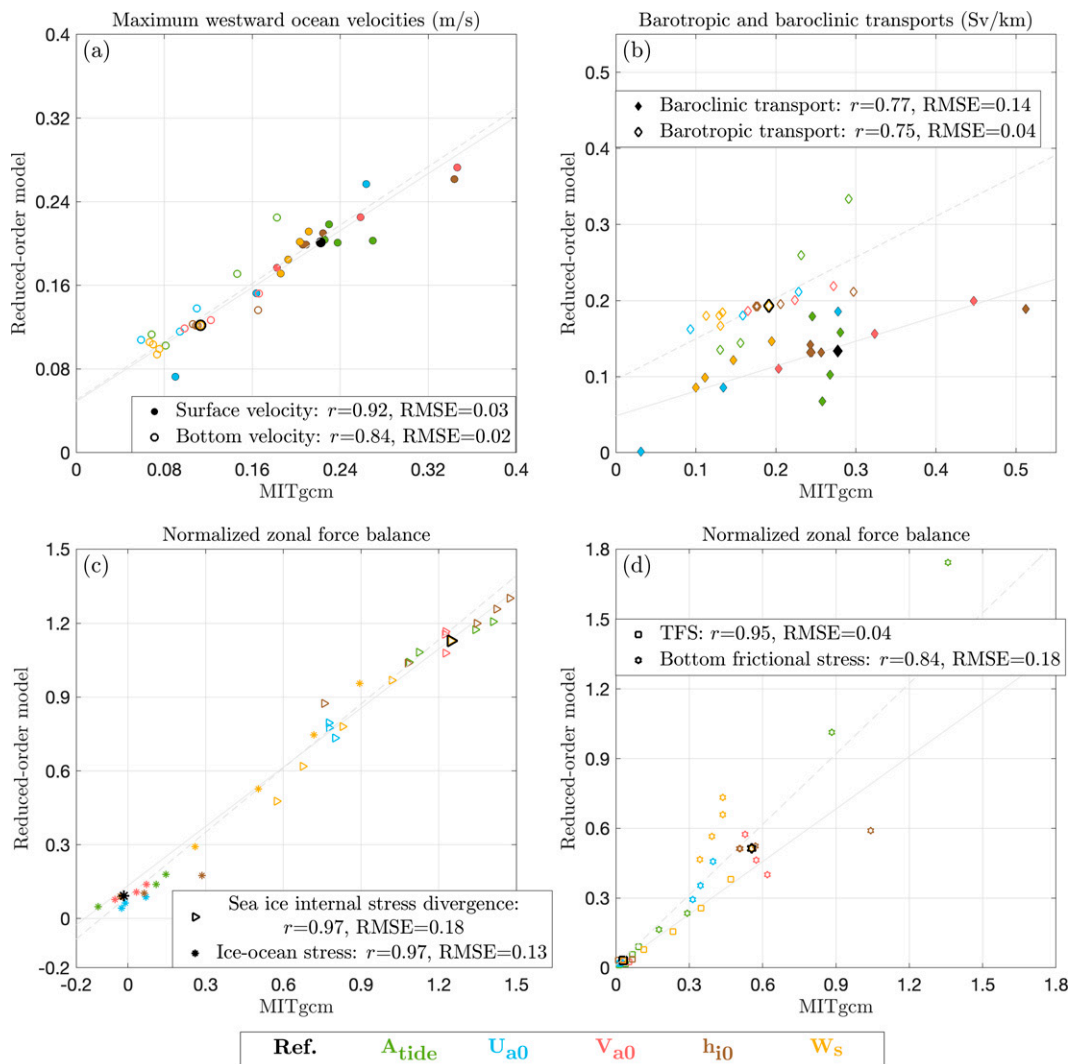 Maximum westward ocean velocities (m/s)
(a)
0.4
0.32
0.24
0.16
0.08
0
Reduced-order model
Surface velocity: r=0.92, RMSE=0.03
Bottom velocity: r=0.84, RMSE=0.02
0 0.08 0.16 0.24 0.32 0.4
MITgcm
Barotropic and baroclinic transports (Sv/km)
(b)
0.5
0.4
0.3
0.2
0.1
0
Reduced-order model
Baroclinic transport: r=0.77, RMSE=0.14
Barotropic transport: r=0.75, RMSE=0.04
0 0.1 0.2 0.3 0.4 0.5
MITgcm
Normalized zonal force balance
(c)
1.5
1.2
0.9
0.6
0.3
0
-0.2
Reduced-order model
Sea ice internal stress divergence:
r=0.97, RMSE=0.18
Ice-ocean stress: r=0.97, RMSE=0.13
-0.2 0 0.3 0.6 0.9 1.2 1.5
MITgcm
Normalized zonal force balance
(d)
1.8
1.5
1.2
0.9
0.6
0.3
0
Reduced-order model
TFS: r=0.95, RMSE=0.04
Bottom frictional stress: r=0.84, RMSE=0.18
0 0.3 0.6 0.9 1.2 1.5 1.8
MITgcm
Ref. A_tide U_a0 V_a0 h_i0 W_s